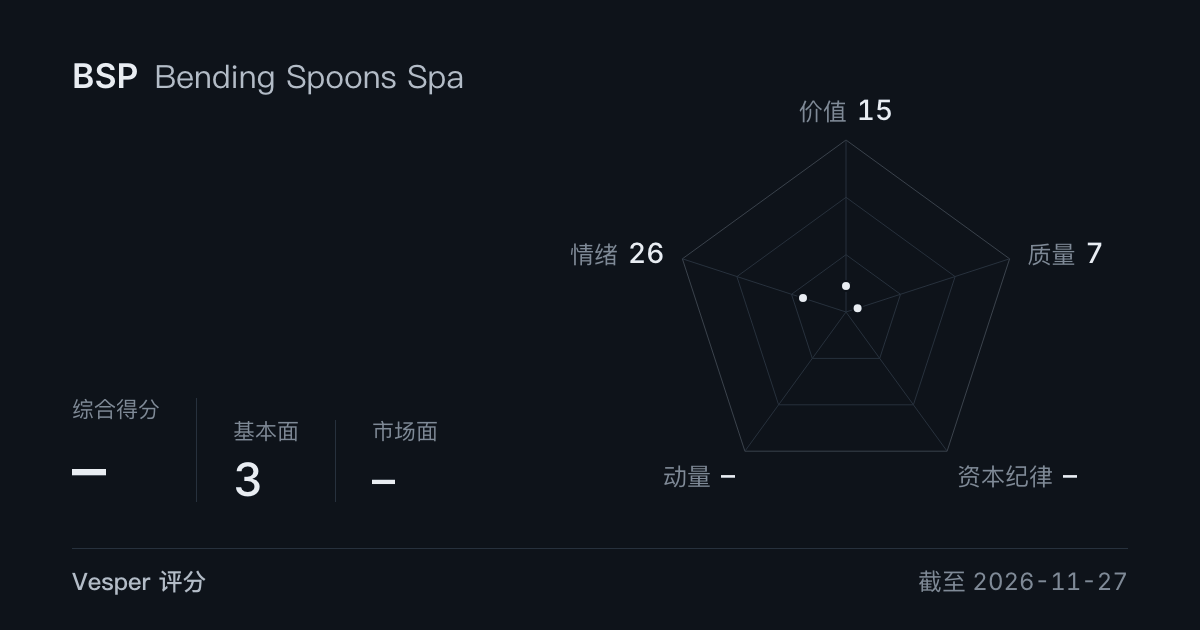 BSP Bending Spoons Spa
价值 15
情绪 26
质量 7
动量 –
资本纪律 –
综合得分
–
基本面
3
市场面
–
Vesper 评分
截至 2026-11-27